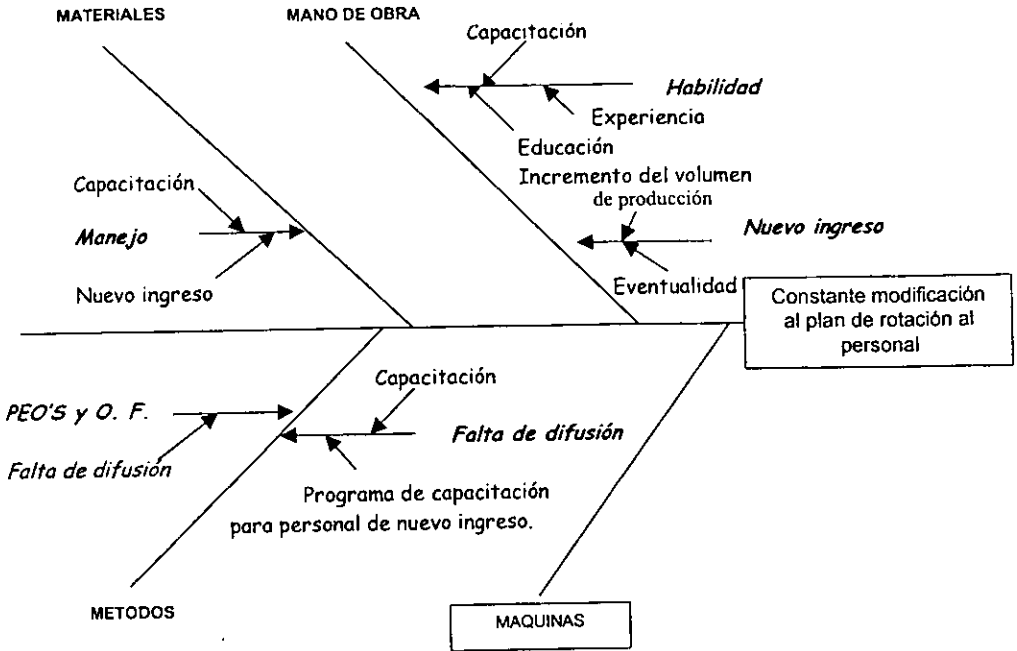 MATERIALES
MANO DE OBRA
Capacitación
Habilidad
Experiencia
Educación
Incremento del volumen
de producción
Capacitación
Manejo
Nuevo ingreso
Nuevo ingreso
Eventualidad
Constante modificación
al plan de rotación al
personal
Capacitación
PEO'S y O. F.
Falta de difusión
Falta de difusión
Programa de capacitación
para personal de nuevo ingreso.
METODOS
MAQUINAS